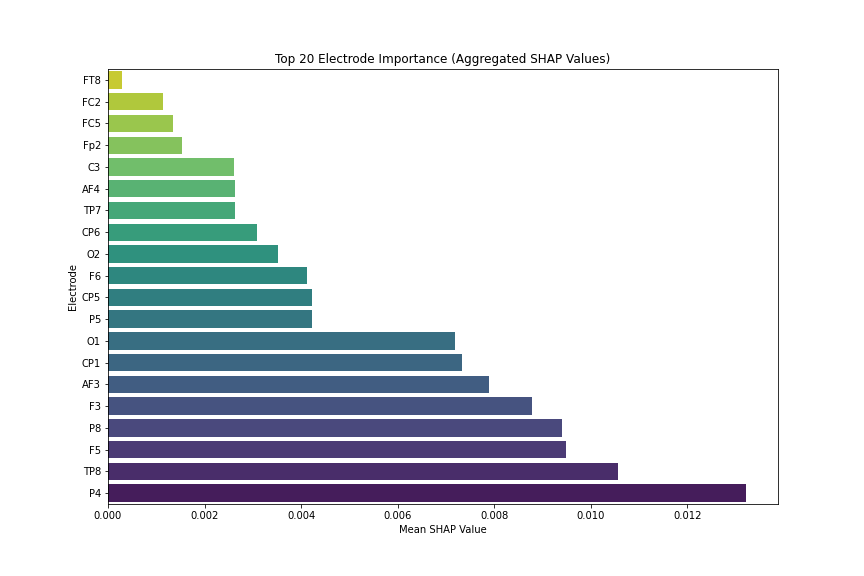 Top 20 Electrode Importance (Aggregated SHAP Values)
Electrode
FT8
FC2
FC5
Fp2
C3
AF4
TP7
CP6
O2
F6
CP5
P5
O1
CP1
AF3
F3
P8
F5
TP8
P4
0.000 0.002 0.004 0.006 0.008 0.010 0.012
Mean SHAP Value